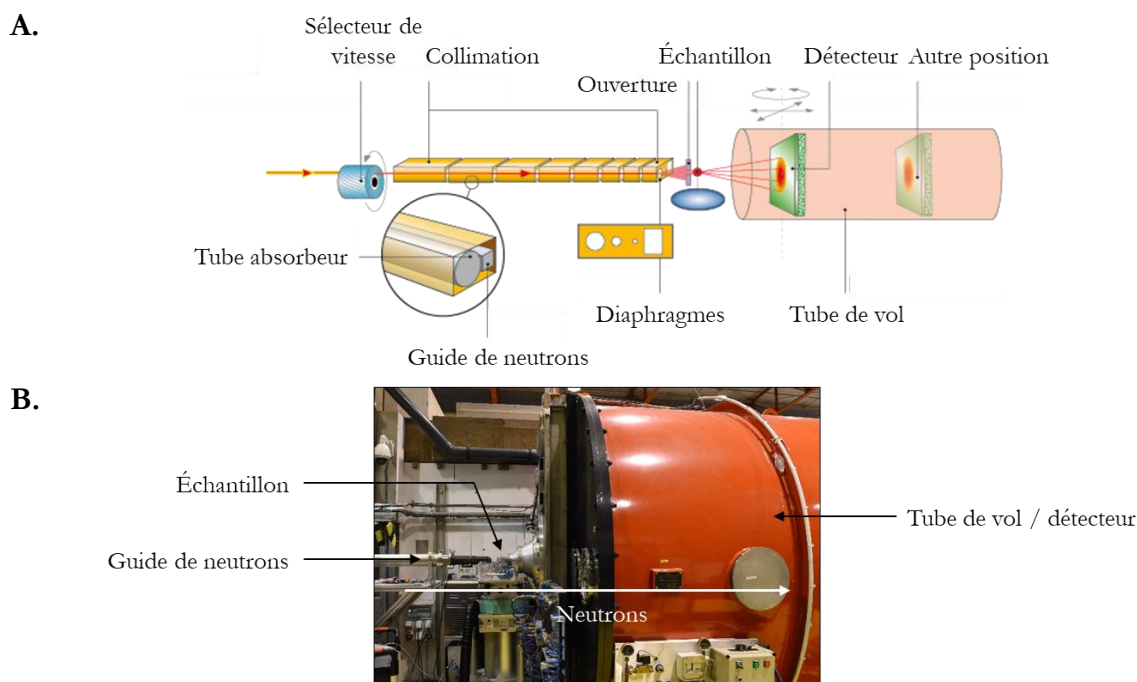 A.
Sélecteur de
vitesse
Collimation
Échantillon
Ouverture
Détecteur
Autre position
Tube absorbeur
Diaphragmes
Tube de vol
Guide de neutrons
B.
Échantillon
Guide de neutrons
Tube de vol / détecteur
Neutrons